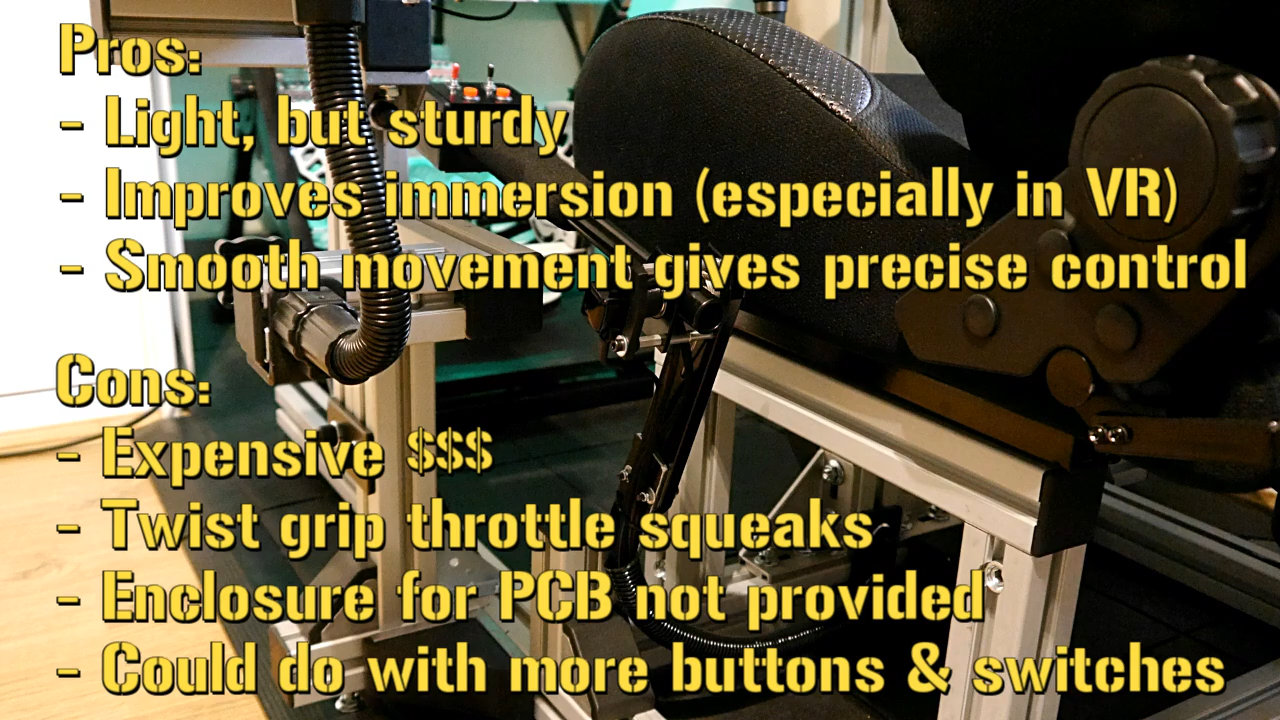 Pros:
- Light, but sturdy
- Improves immersion (especially in VR)
- Smooth movement gives precise control
Cons:
- Expensive $$$
- Twist grip throttle squeaks
- Enclosure for PCB not provided
- Could do with more buttons & switches